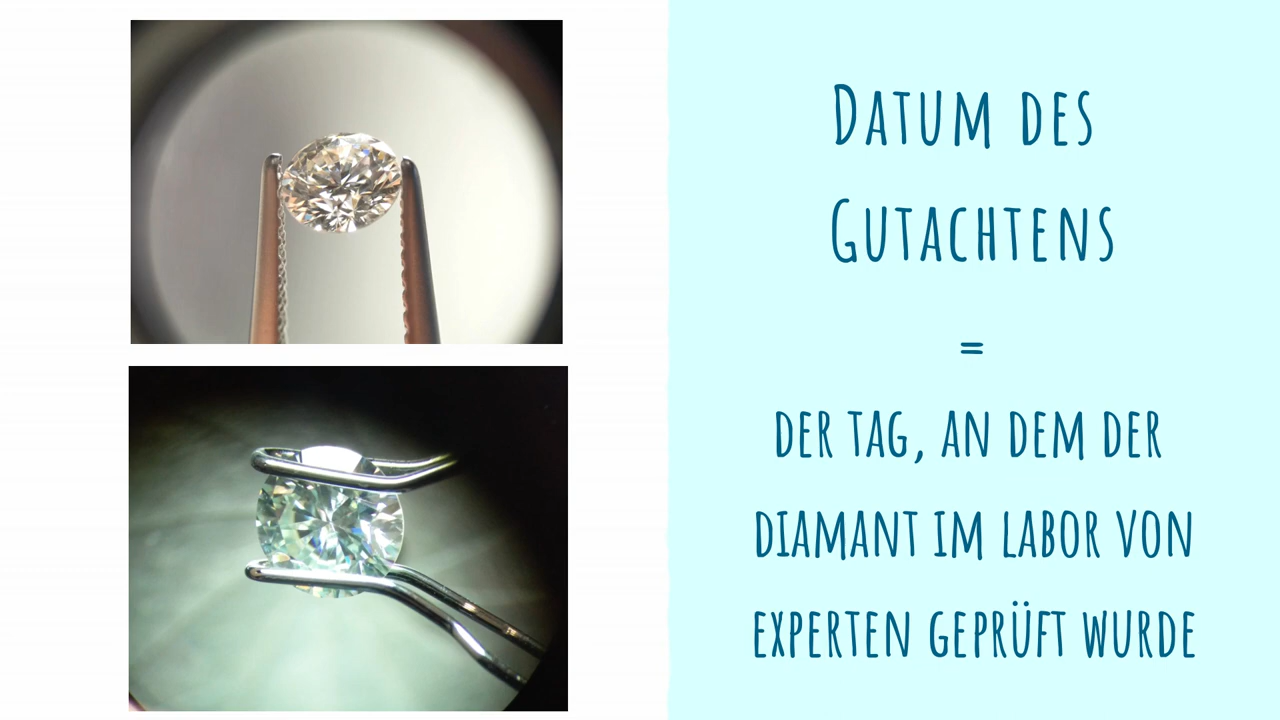 Datum des
Gutachtens
=
der Tag, an dem der
Diamant im Labor von
Experten geprüft wurde